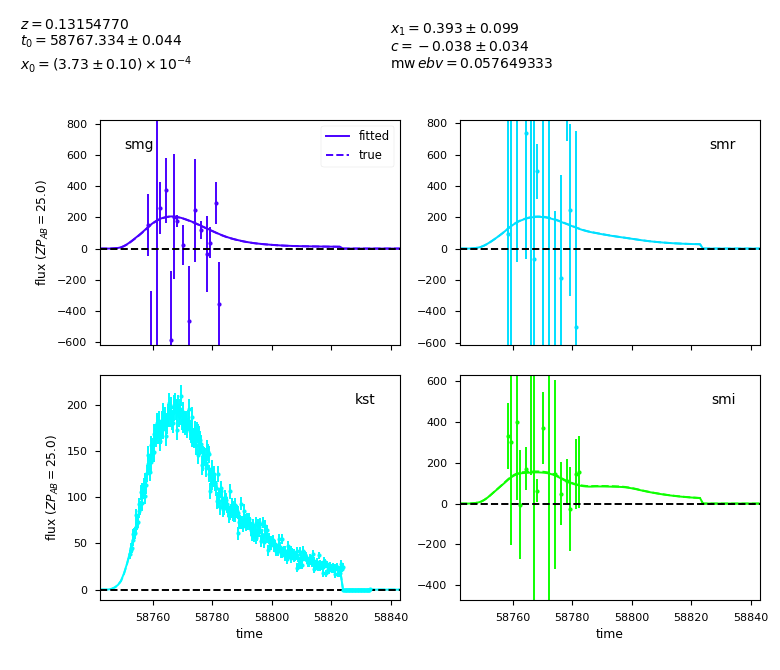 z = 0.13154770
t₀ = 58767.334 ± 0.044
x₀ = (3.73 ± 0.10) × 10⁻⁴
x₁ = 0.393 ± 0.099
c = −0.038 ± 0.034
mw ebv = 0.057649333
smg
fitted
true
800
600
400
200
0
−200
−400
−600
flux (ZP_AB = 25.0)
smr
800
600
400
200
0
−200
−400
−600
kst
200
150
100
50
0
flux (ZP_AB = 25.0)
58760 58780 58800 58820 58840
time
smi
600
400
200
0
−200
−400
58760 58780 58800 58820 58840
time